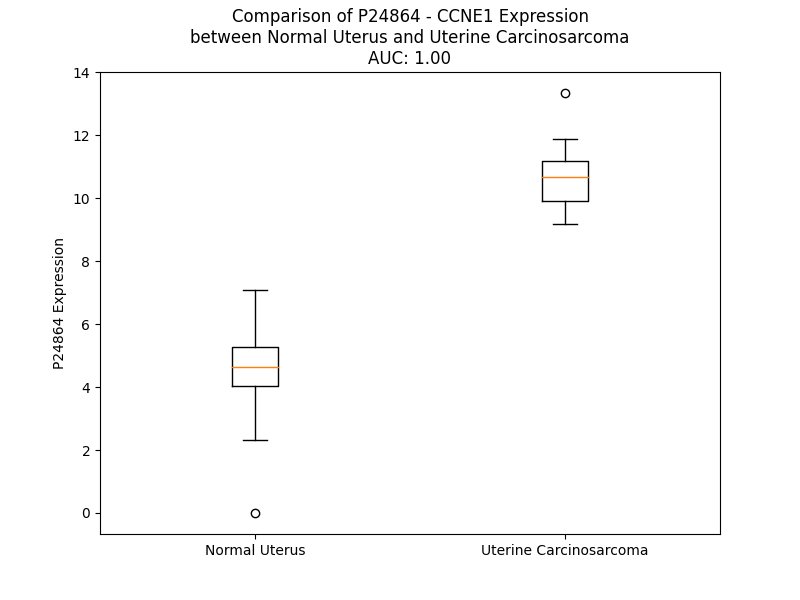 Comparison of P24864 - CCNE1 Expression
between Normal Uterus and Uterine Carcinosarcoma
AUC: 1.00
14
12
10
8
6
4
2
0
P24864 Expression
Normal Uterus
Uterine Carcinosarcoma